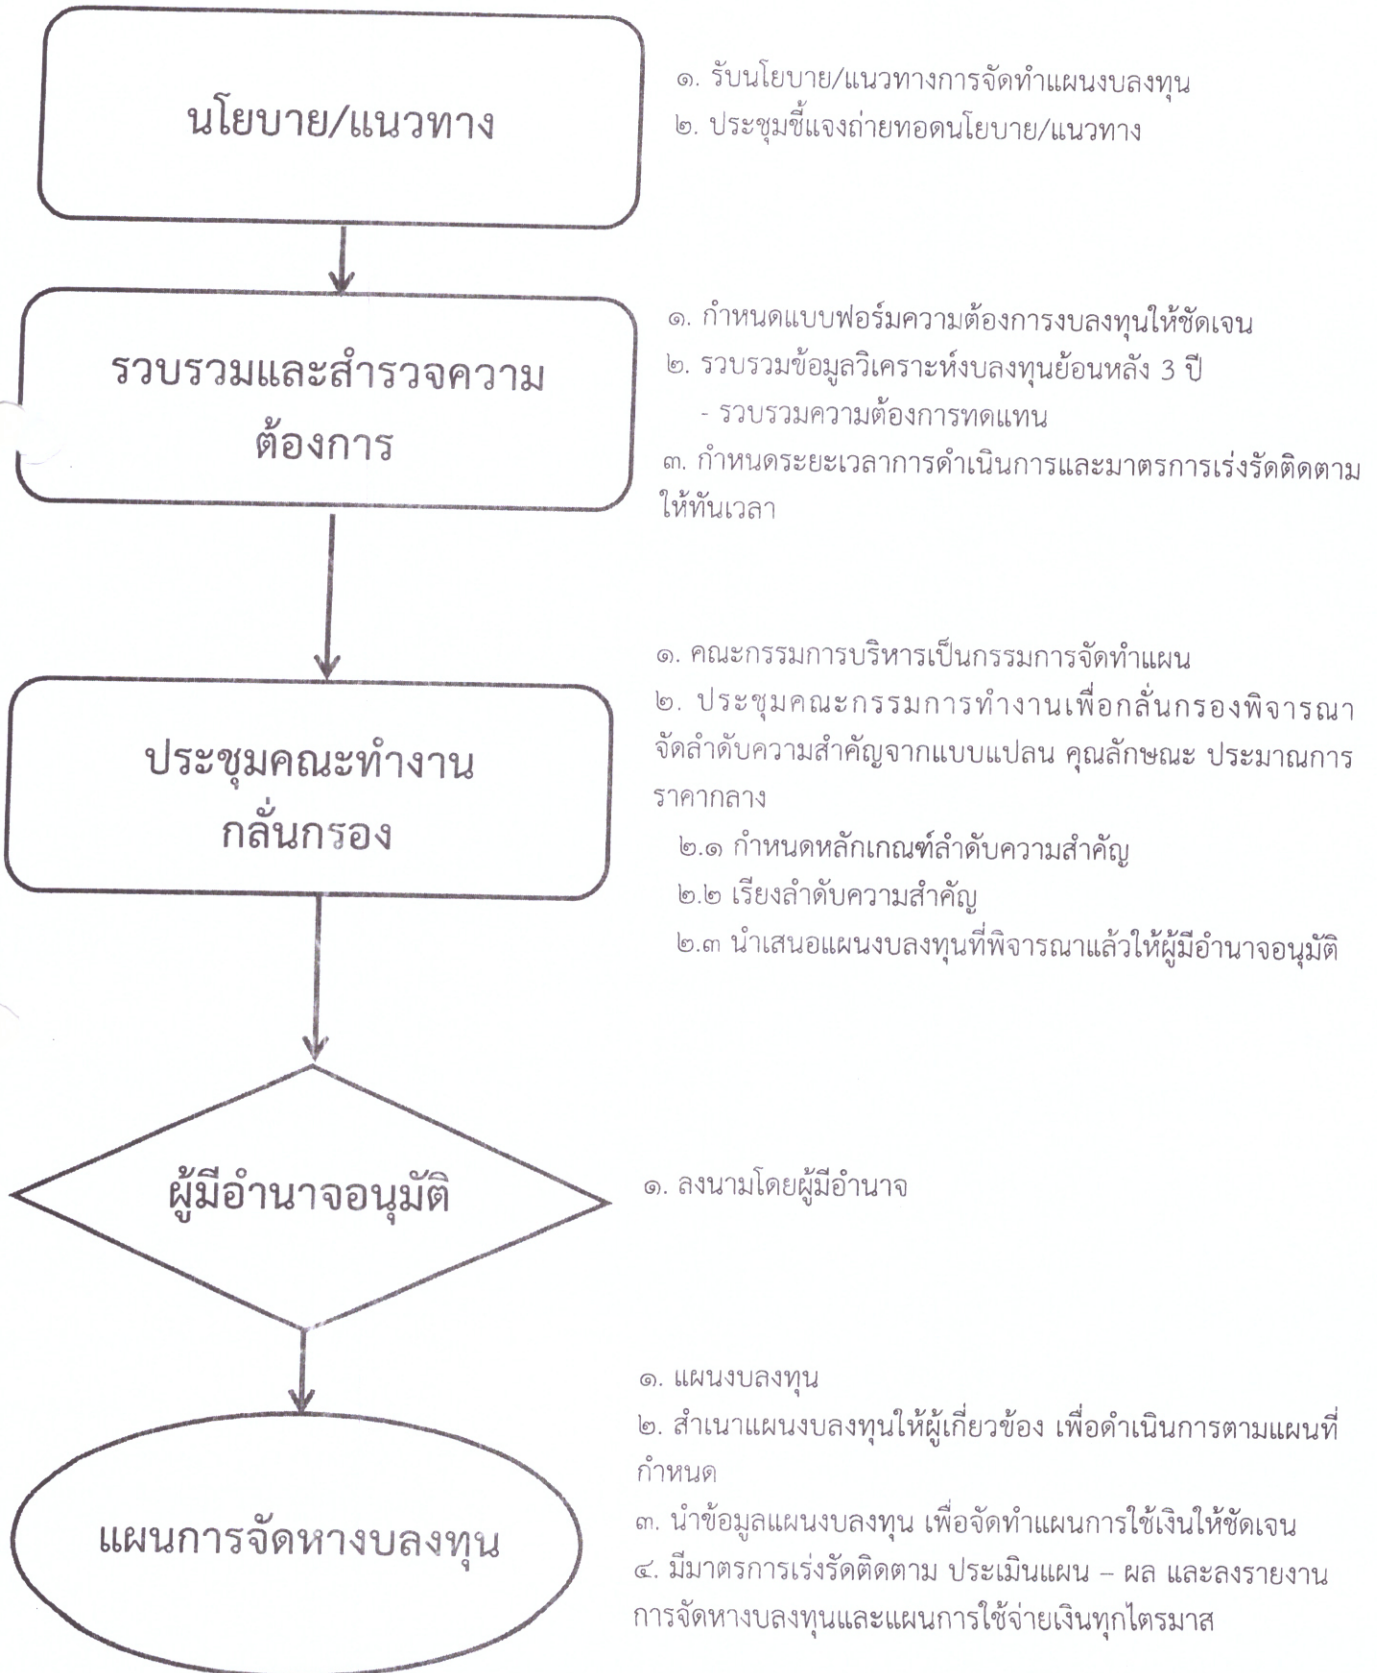 นโยบาย/แนวทาง
๑. รับนโยบาย/แนวทางการจัดทำแผนงบลงทุน
๒. ประชุมชี้แจงถ่ายทอดนโยบาย/แนวทาง
รวบรวมและสำรวจความ
ต้องการ
๑. กำหนดแบบฟอร์มความต้องการงบลงทุนให้ชัดเจน
๒. รวบรวมข้อมูลวิเคราะห์งบลงทุนย้อนหลัง 3 ปี
- รวบรวมความต้องการทดแทน
๓. กำหนดระยะเวลาการดำเนินการและมาตรการเร่งรัดติดตาม
ให้ทันเวลา
ประชุมคณะทำงาน
กลั่นกรอง
๑. คณะกรรมการบริหารเป็นกรรมการจัดทำแผน
๒. ประชุมคณะกรรมการทำงานเพื่อกลั่นกรองพิจารณา
จัดลำดับความสำคัญจากแบบแปลน คุณลักษณะ ประมาณการ
ราคากลาง
๒.๑ กำหนดหลักเกณฑ์ลำดับความสำคัญ
๒.๒ เรียงลำดับความสำคัญ
๒.๓ นำเสนอแผนงบลงทุนที่พิจารณาแล้วให้ผู้มีอำนาจอนุมัติ
ผู้มีอำนาจอนุมัติ
๑. ลงนามโดยผู้มีอำนาจ
แผนการจัดหางบลงทุน
๑. แผนงบลงทุน
๒. สำเนาแผนงบลงทุนให้ผู้เกี่ยวข้อง เพื่อดำเนินการตามแผนที่
กำหนด
๓. นำข้อมูลแผนงบลงทุน เพื่อจัดทำแผนการใช้เงินให้ชัดเจน
๔. มีมาตรการเร่งรัดติดตาม ประเมินแผน – ผล และลงรายงาน
การจัดหางบลงทุนและแผนการใช้จ่ายเงินทุกไตรมาส